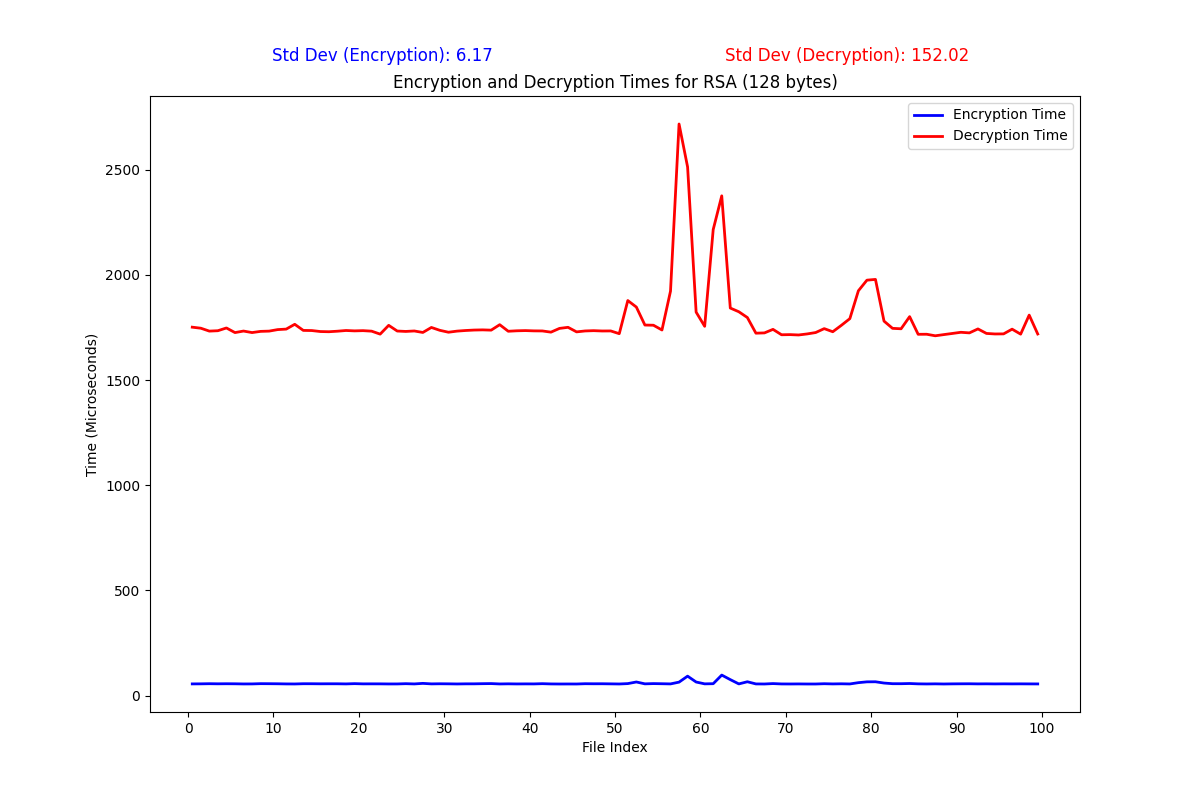 Std Dev (Encryption): 6.17
Std Dev (Decryption): 152.02
Encryption and Decryption Times for RSA (128 bytes)
Encryption Time
Decryption Time
Time (Microseconds)
2500
2000
1500
1000
500
0
0 10 20 30 40 50 60 70 80 90 100
File Index